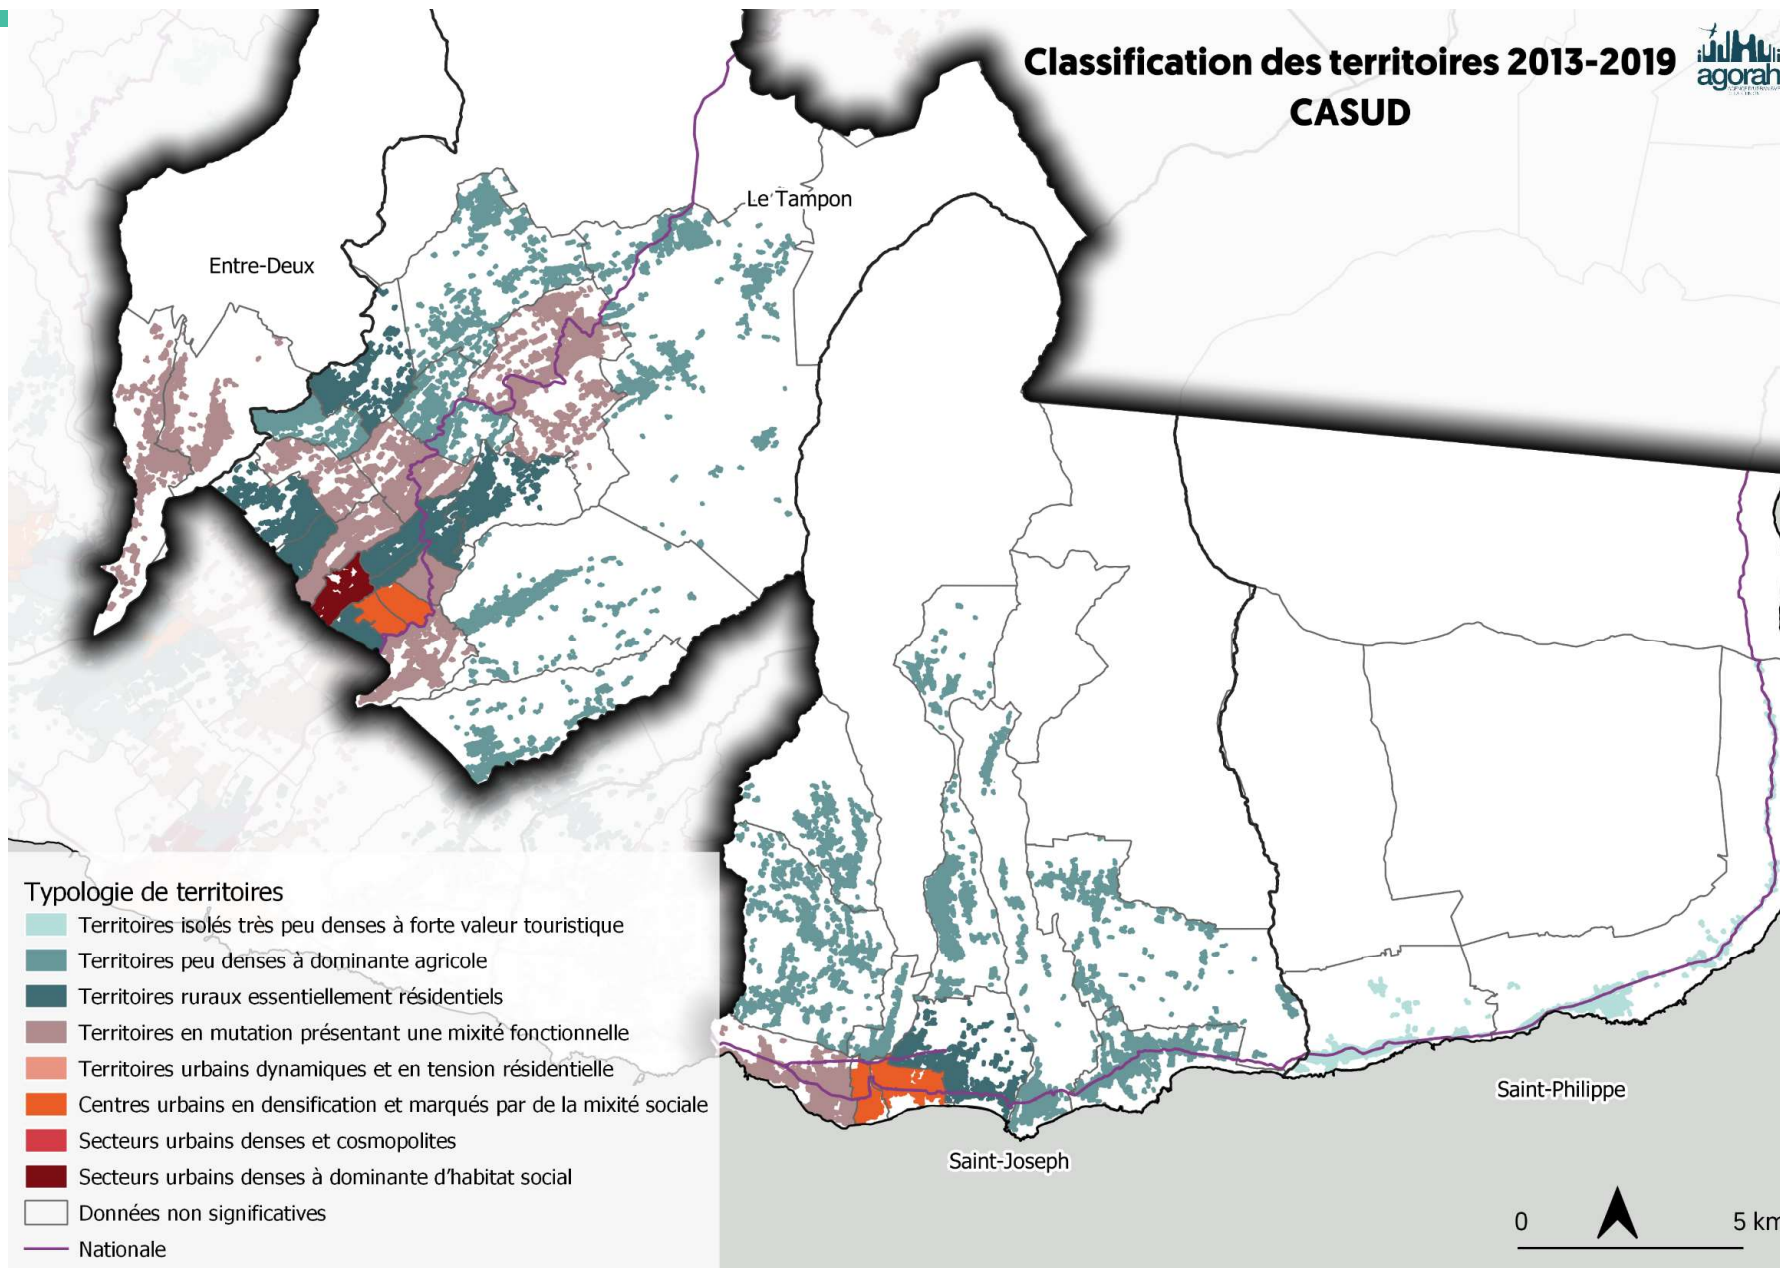 Classification des territoires 2013-2019
CASUD
agorah
Le Tampon
Entre-Deux
Typologie de territoires
Territoires isolés très peu denses à forte valeur touristique
Territoires peu denses à dominante agricole
Territoires ruraux essentiellement résidentiels
Territoires en mutation présentant une mixité fonctionnelle
Territoires urbains dynamiques et en tension résidentielle
Centres urbains en densification et marqués par de la mixité sociale
Secteurs urbains denses et cosmopolites
Secteurs urbains denses à dominante d'habitat social
Données non significatives
Nationale
Saint-Philippe
Saint-Joseph
0 5 km